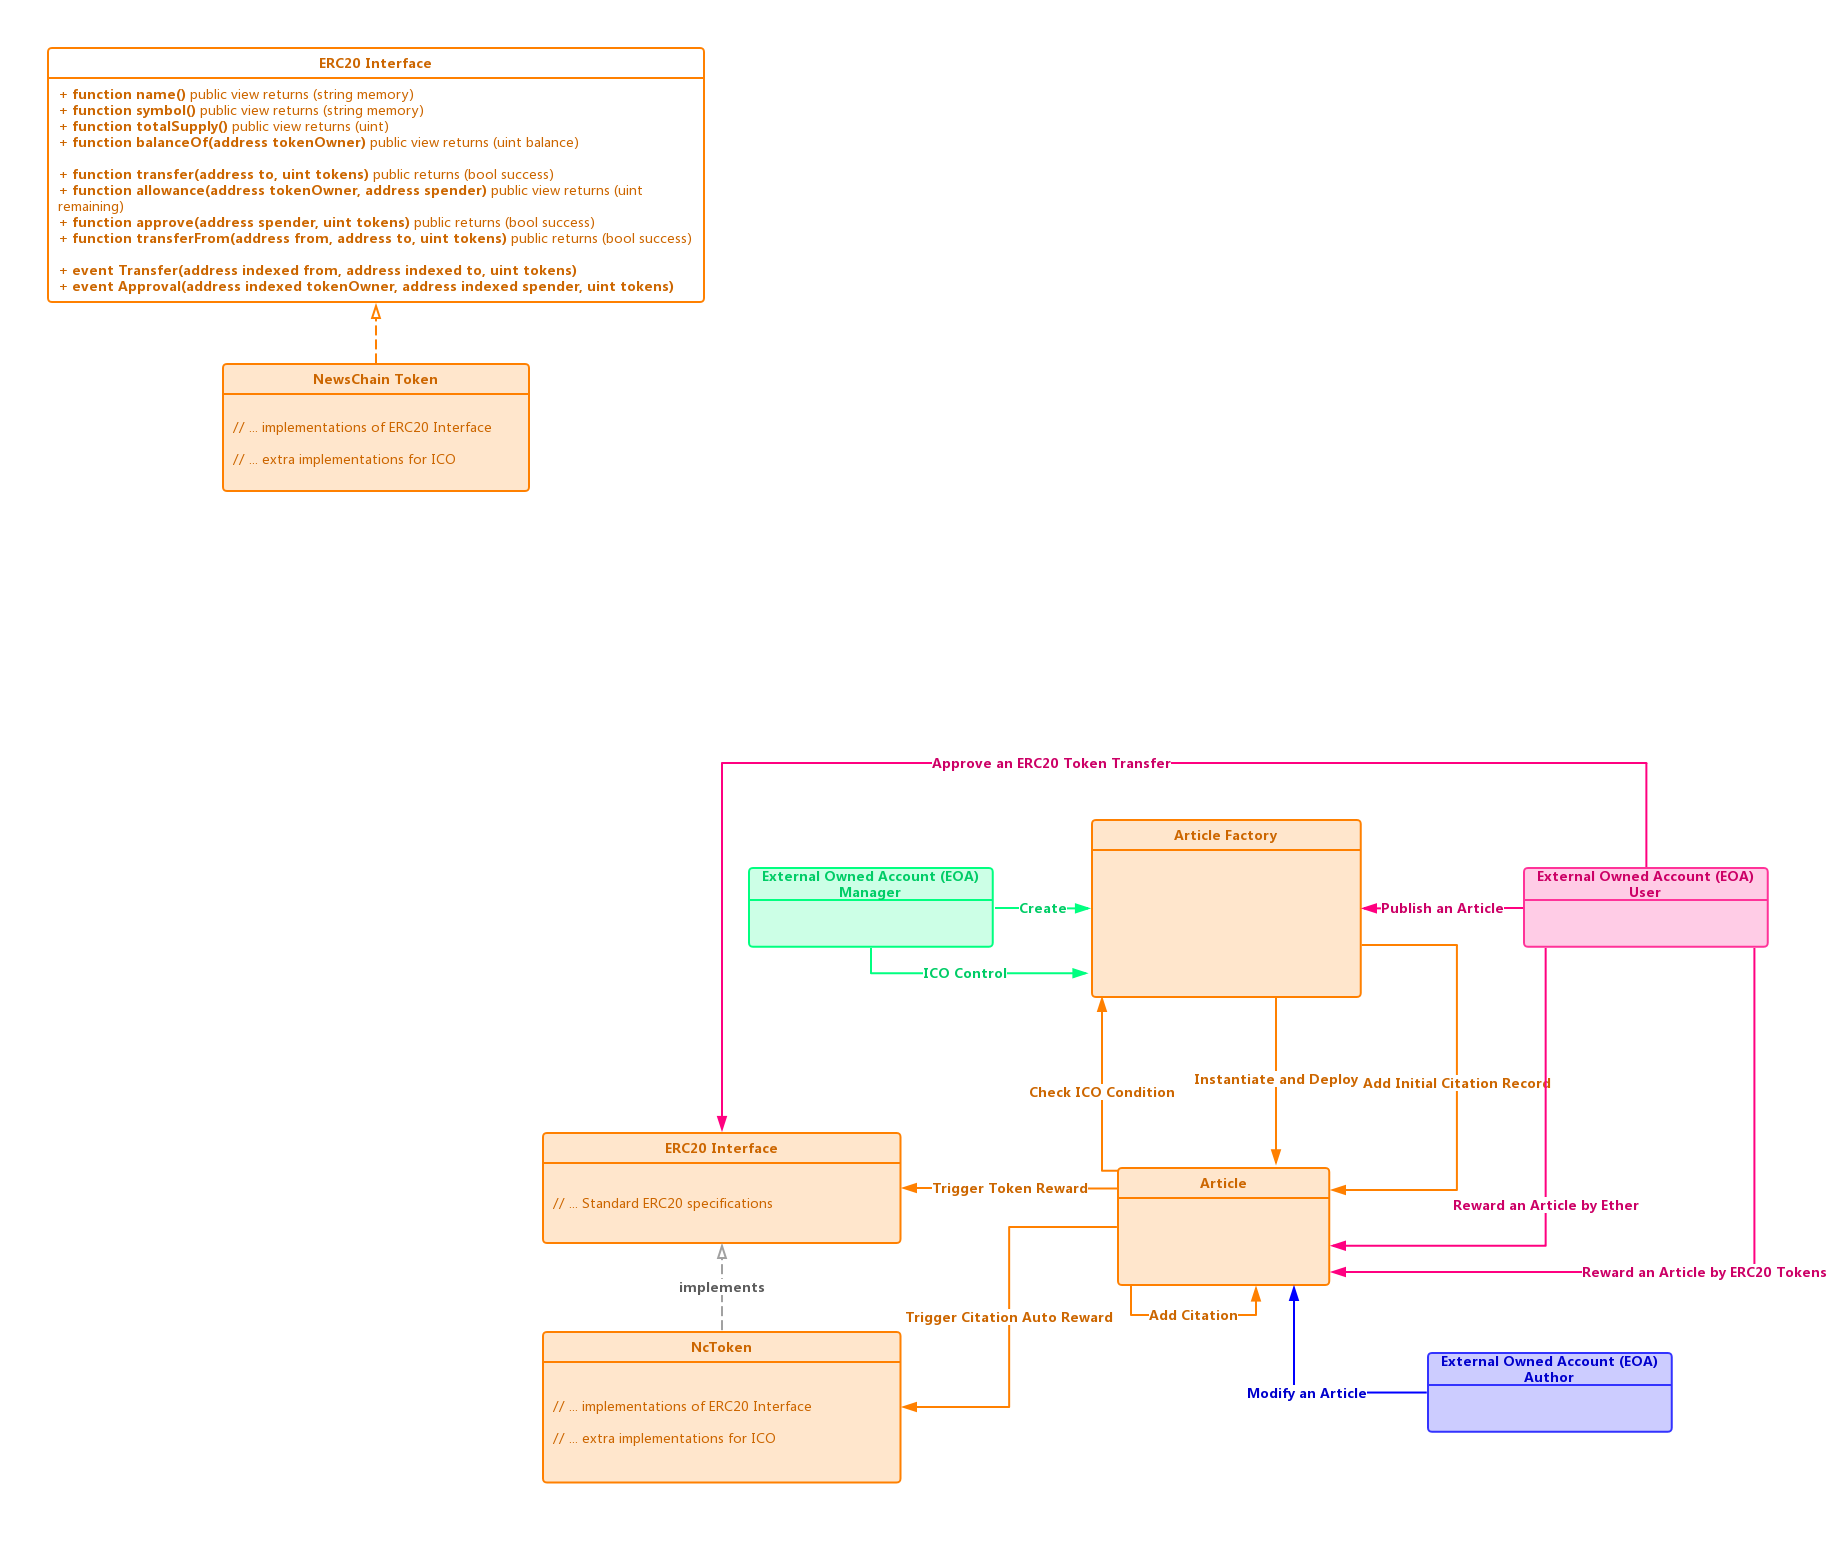 ERC20 Interface
+ function name() public view returns (string memory)
+ function symbol() public view returns (string memory)
+ function totalSupply() public view returns (uint)
+ function balanceOf(address tokenOwner) public view returns (uint balance)
+ function transfer(address to, uint tokens) public returns (bool success)
+ function allowance(address tokenOwner, address spender) public view returns (uint
remaining)
+ function approve(address spender, uint tokens) public returns (bool success)
+ function transferFrom(address from, address to, uint tokens) public returns (bool success)
+ event Transfer(address indexed from, address indexed to, uint tokens)
+ event Approval(address indexed tokenOwner, address indexed spender, uint tokens)
NewsChain Token
// ... implementations of ERC20 Interface
// ... extra implementations for ICO
Approve an ERC20 Token Transfer
Article Factory
External Owned Account (EOA)
Manager
External Owned Account (EOA)
User
Create
Publish an Article
ICO Control
Check ICO Condition
Instantiate and Deploy
Add Initial Citation Record
ERC20 Interface
// ... Standard ERC20 specifications
Trigger Token Reward
Article
Reward an Article by Ether
Reward an Article by ERC20 Tokens
implements
Trigger Citation Auto Reward
Add Citation
NcToken
// ... implementations of ERC20 Interface
// ... extra implementations for ICO
External Owned Account (EOA)
Author
Modify an Article